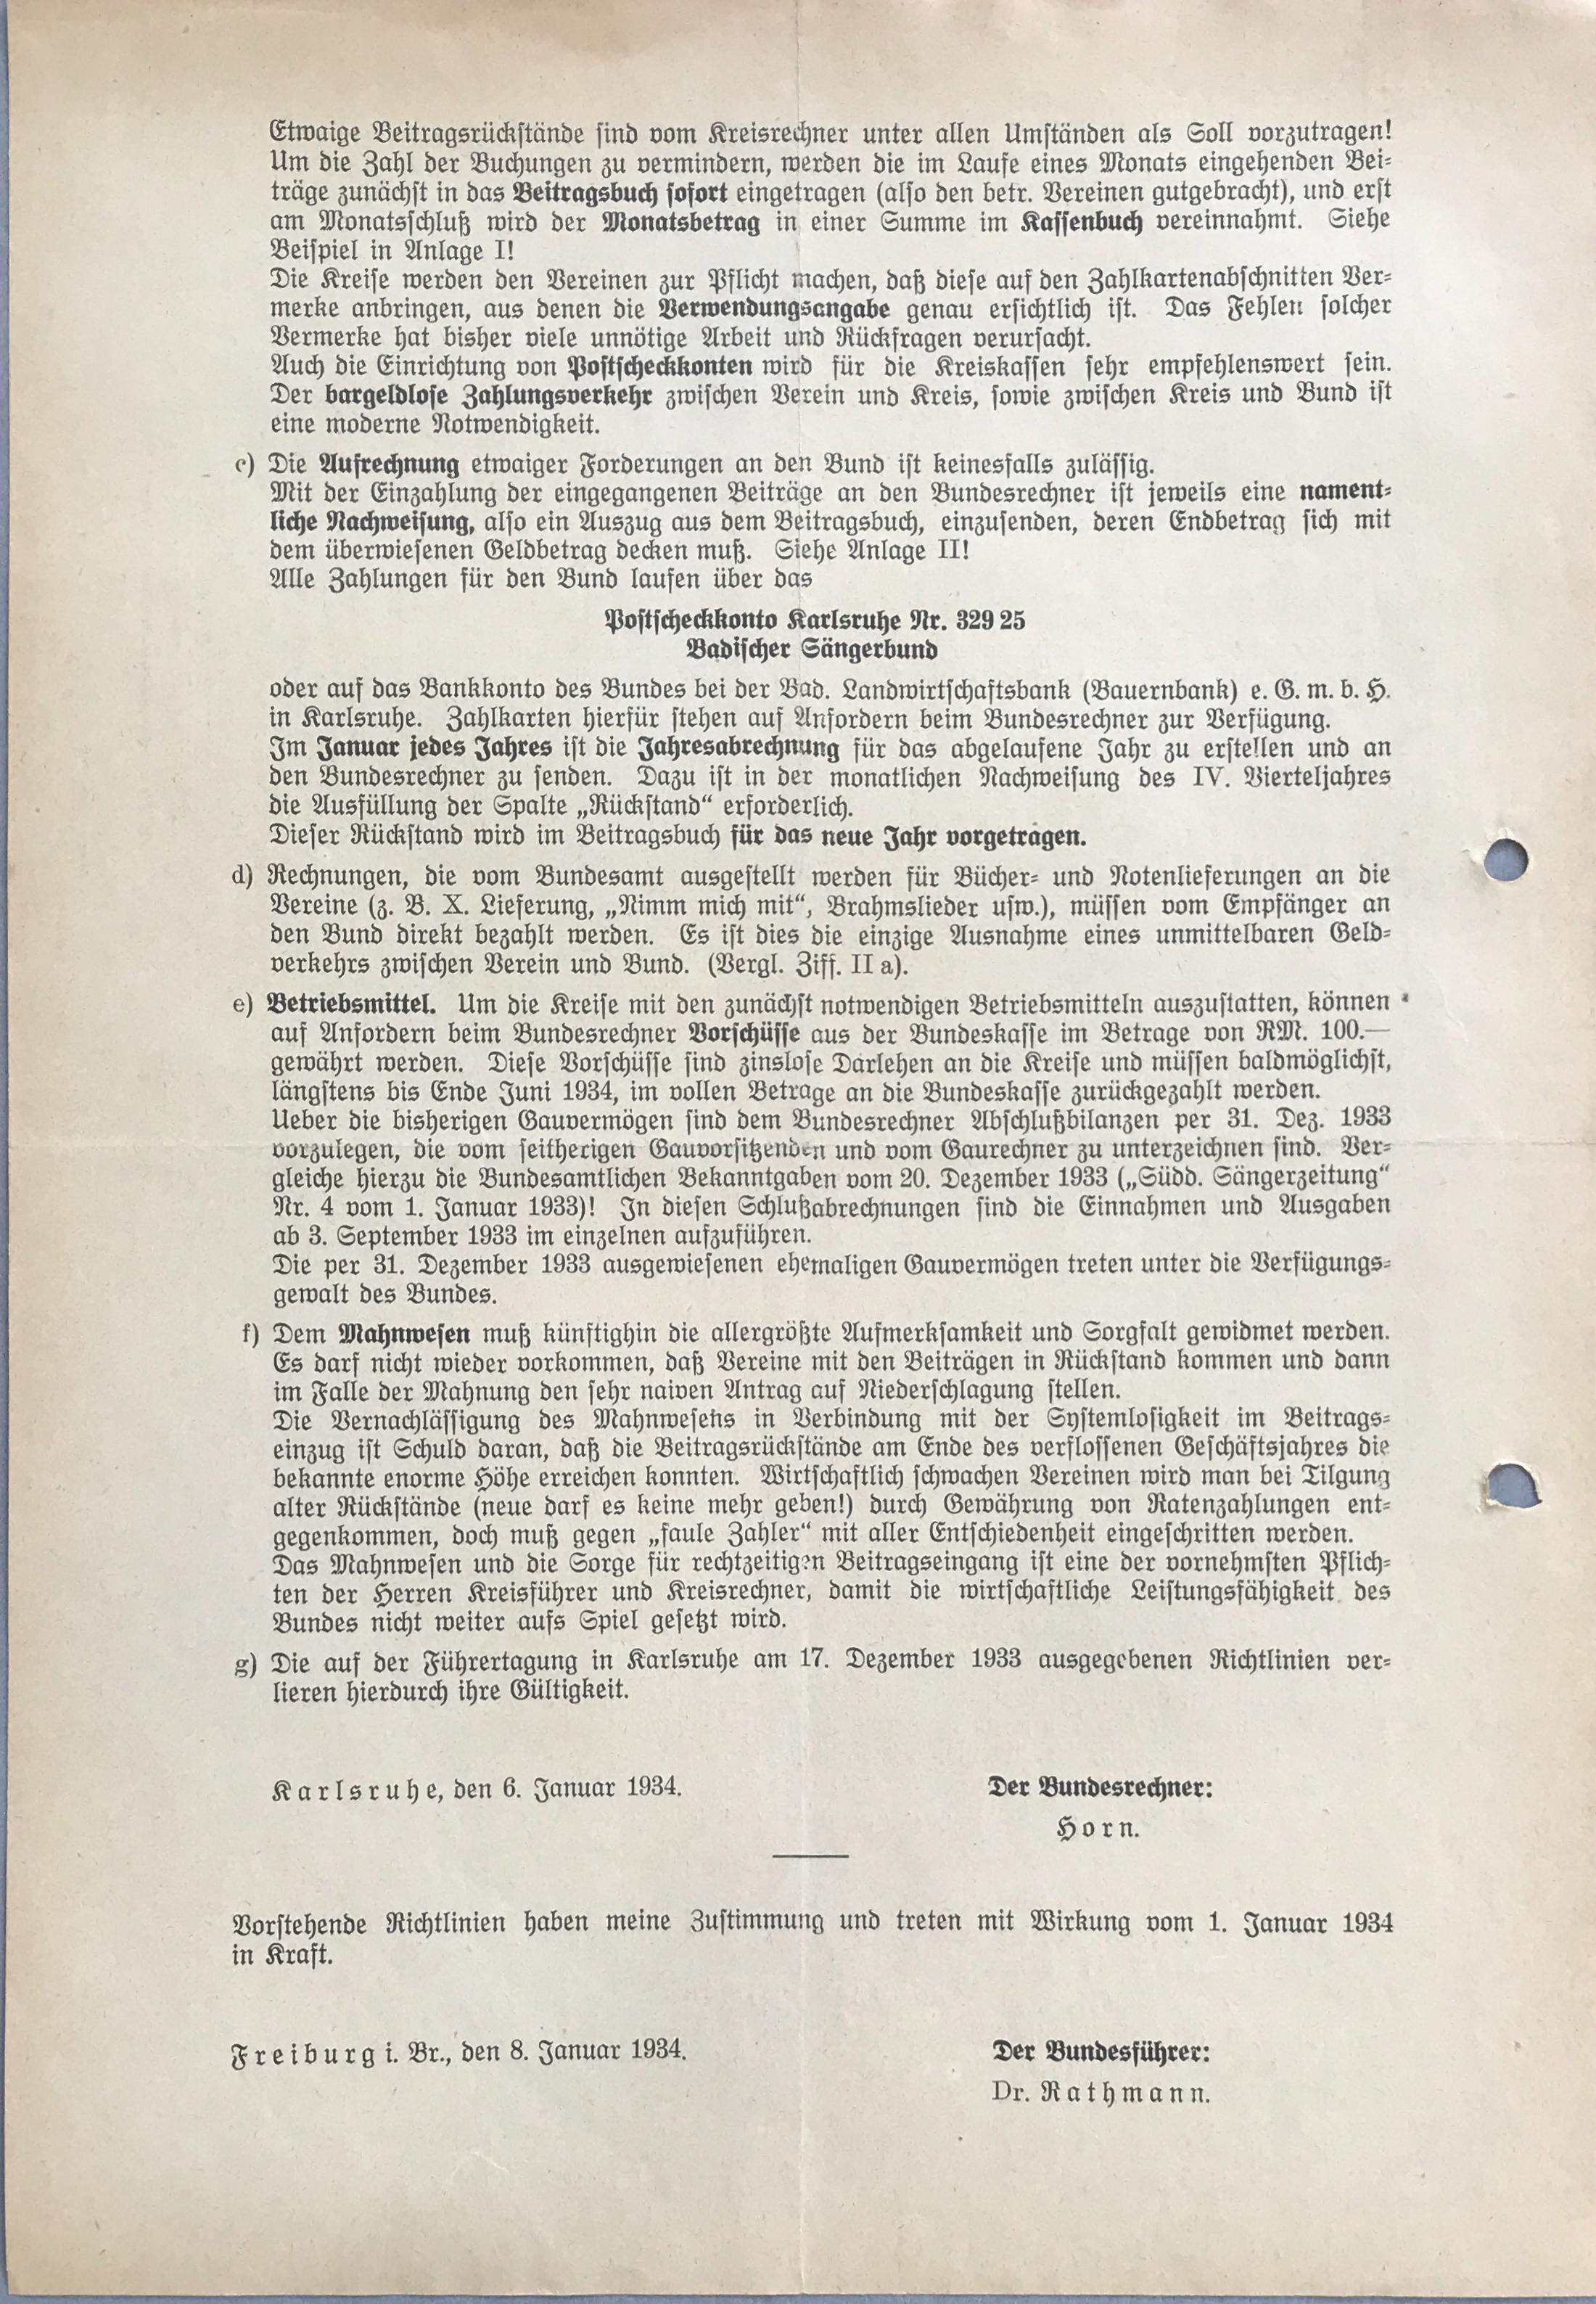 Etwaige Beitragsrückstände sind vom Kreisrechner unter allen Umständen als Soll vorzutragen!
Um die Zahl der Buchungen zu vermindern, werden die im Laufe eines Monats eingehenden Bei-
träge zunächst in das Beitragsbuch sofort eingetragen (also den betr. Vereinen gutgebracht), und erst
am Monatsschluß wird der Monatsbetrag in einer Summe im Kassenbuch vereinnahmt. Siehe
Beispiel in Anlage I!
Die Kreise werden den Vereinen zur Pflicht machen, daß diese auf den Zahlkartenabschnitten Ver-
merke anbringen, aus denen die Verwendungsangabe genau ersichtlich ist. Das Fehlen solcher
Vermerke hat bisher viele unnötige Arbeit und Rückfragen verursacht.
Auch die Einrichtung von Postscheckkonten wird für die Kreiskassen sehr empfehlenswert sein.
Der bargeldlose Zahlungsverkehr zwischen Verein und Kreis, sowie zwischen Kreis und Bund ist
eine moderne Notwendigkeit.
c) Die Aufrechnung etwaiger Forderungen an den Bund ist keinesfalls zulässig.
Mit der Einzahlung der eingegangenen Beiträge an den Bundesrechner ist jeweils eine nament-
liche Nachweisung, also ein Auszug aus dem Beitragsbuch, einzusenden, deren Endbetrag sich mit
dem überwiesenen Geldbetrag decken muß. Siehe Anlage II!
Alle Zahlungen für den Bund laufen über das
Postscheckkonto Karlsruhe Nr. 329 25
Badischer Sängerbund
oder auf das Bankkonto des Bundes bei der Bad. Landwirtschaftsbank (Bauernbank) e. G. m. b. H.
in Karlsruhe. Zahlkarten hierfür stehen auf Anfordern beim Bundesrechner zur Verfügung.
Im Januar jedes Jahres ist die Jahresabrechnung für das abgelaufene Jahr zu erstellen und an
den Bundesrechner zu senden. Dazu ist in der monatlichen Nachweisung des IV. Vierteljahres
die Ausfüllung der Spalte „Rückstand“ erforderlich.
Dieser Rückstand wird im Beitragsbuch für das neue Jahr vorgetragen.
d) Rechnungen, die vom Bundesamt ausgestellt werden für Bücher- und Notenlieferungen an die
Vereine (z. B. X. Lieferung, „Nimm mich mit“, Brahmslieder usw.), müssen vom Empfänger an
den Bund direkt bezahlt werden. Es ist dies die einzige Ausnahme eines unmittelbaren Geld-
verkehrs zwischen Verein und Bund. (Vergl. Ziff. II a).
e) Betriebsmittel. Um die Kreise mit den zunächst notwendigen Betriebsmitteln auszustatten, können
auf Anfordern beim Bundesrechner Vorschüsse aus der Bundeskasse im Betrage von RM. 100.—
gewährt werden. Diese Vorschüsse sind zinslose Darlehen an die Kreise und müssen baldmöglichst,
längstens bis Ende Juni 1934, im vollen Betrage an die Bundeskasse zurückgezahlt werden.
Ueber die bisherigen Gauvermögen sind dem Bundesrechner Abschlußbilanzen per 31. Dez. 1933
vorzulegen, die vom seitherigen Gauvorsitzenden und vom Gaurechner zu unterzeichnen sind. Ver-
gleiche hierzu die Bundesamtlichen Bekanntgaben vom 20. Dezember 1933 („Südd. Sängerzeitung“
Nr. 4 vom 1. Januar 1933)! In diesen Schlußabrechnungen sind die Einnahmen und Ausgaben
ab 3. September 1933 im einzelnen aufzuführen.
Die per 31. Dezember 1933 ausgewiesenen ehemaligen Gauvermögen treten unter die Verfügungs-
gewalt des Bundes.
f) Dem Mahnwesen muß künftighin die allergrößte Aufmerksamkeit und Sorgfalt gewidmet werden.
Es darf nicht wieder vorkommen, daß Vereine mit den Beiträgen in Rückstand kommen und dann
im Falle der Mahnung den sehr naiven Antrag auf Niederschlagung stellen.
Die Vernachlässigung des Mahnwesens in Verbindung mit der Systemlosigkeit im Beitrags-
einzug ist Schuld daran, daß die Beitragsrückstände am Ende des verflossenen Geschäftsjahres die
bekannte enorme Höhe erreichen konnten. Wirtschaftlich schwachen Vereinen wird man bei Tilgung
alter Rückstände (neue darf es keine mehr geben!) durch Gewährung von Ratenzahlungen ent-
gegenkommen, doch muß gegen „faule Zahler“ mit aller Entschiedenheit eingeschritten werden.
Das Mahnwesen und die Sorge für rechtzeitigen Beitragseingang ist eine der vornehmsten Pflich-
ten der Herren Kreisführer und Kreisrechner, damit die wirtschaftliche Leistungsfähigkeit des
Bundes nicht weiter aufs Spiel gesetzt wird.
g) Die auf der Führertagung in Karlsruhe am 17. Dezember 1933 ausgegebenen Richtlinien ver-
lieren hierdurch ihre Gültigkeit.
Karlsruhe, den 6. Januar 1934.
Der Bundesrechner:
Horn.
Vorstehende Richtlinien haben meine Zustimmung und treten mit Wirkung vom 1. Januar 1934
in Kraft.
Freiburg i. Br., den 8. Januar 1934.
Der Bundesführer:
Dr. Rathmann.